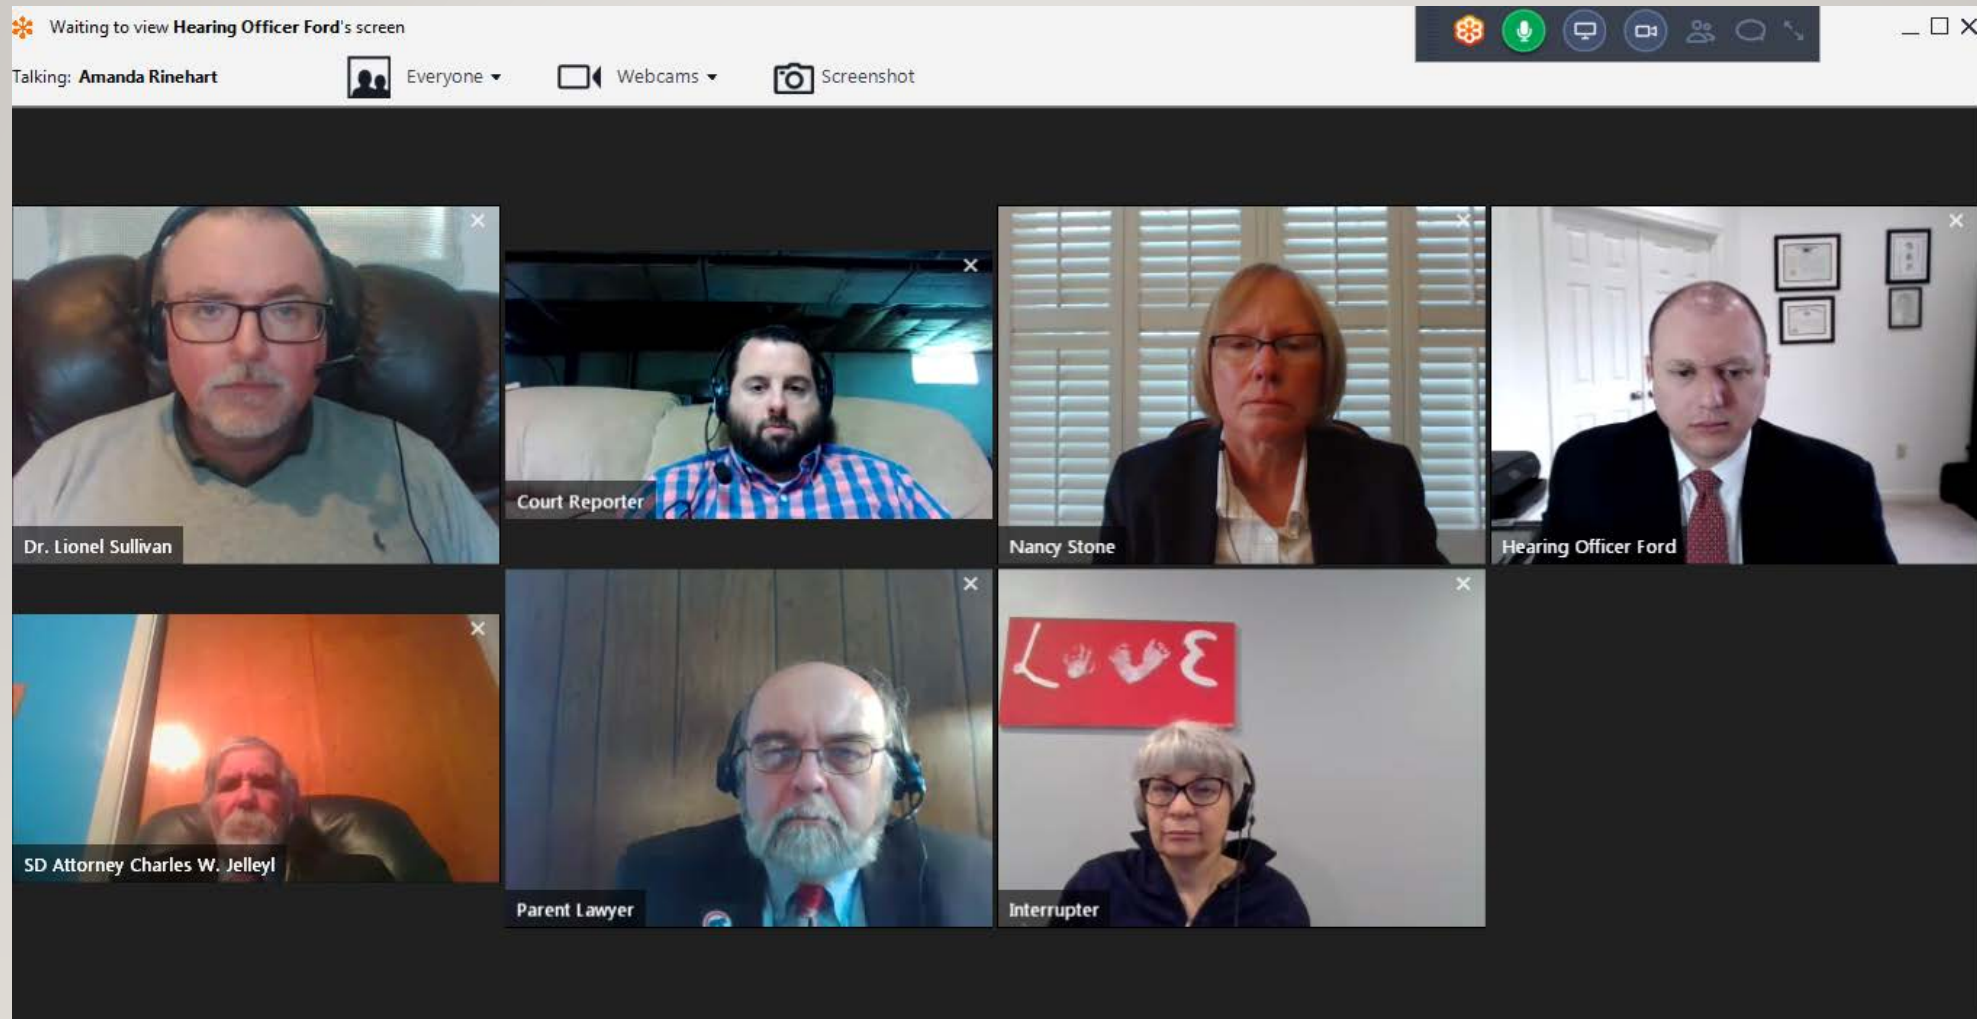 Waiting to view Hearing Officer Ford's screen
Talking: Amanda Rinehart
Everyone
Webcams
Screenshot
Dr. Lionel Sullivan
Court Reporter
Nancy Stone
Hearing Officer Ford
LOVE
SD Attorney Charles W. Jelleyl
Parent Lawyer
Interrupter